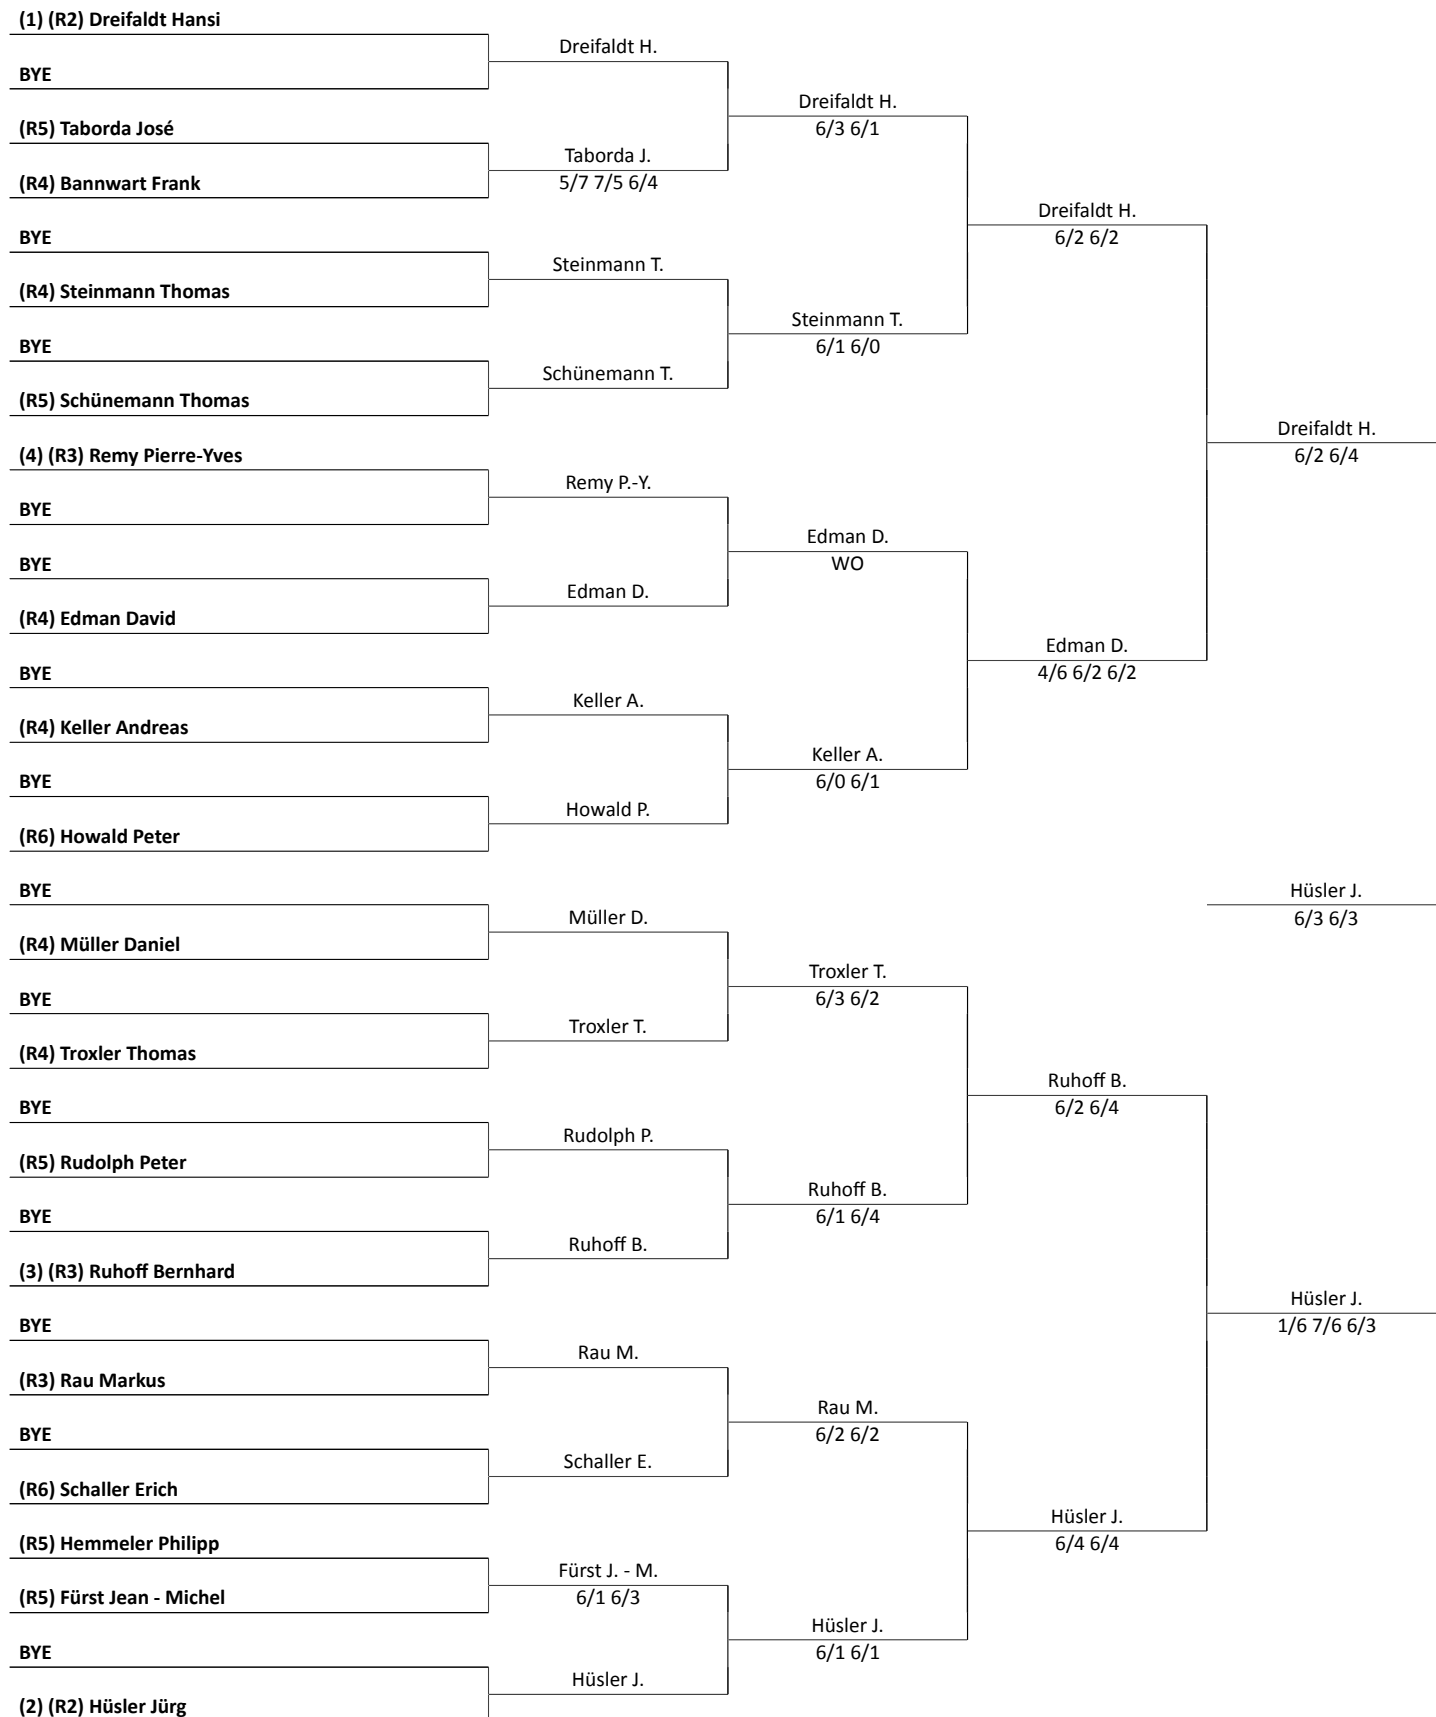 (1) (R2) Dreifaldt Hansi
Dreifaldt H.
BYE
Dreifaldt H.
6/3 6/1
(R5) Taborda José
Taborda J.
5/7 7/5 6/4
(R4) Bannwart Frank
Dreifaldt H.
6/2 6/2
BYE
Steinmann T.
(R4) Steinmann Thomas
Steinmann T.
6/1 6/0
BYE
Schünemann T.
(R5) Schünemann Thomas
Dreifaldt H.
6/2 6/4
(4) (R3) Remy Pierre-Yves
Remy P.-Y.
BYE
Edman D.
WO
BYE
Edman D.
(R4) Edman David
Edman D.
4/6 6/2 6/2
BYE
Keller A.
(R4) Keller Andreas
Keller A.
6/0 6/1
BYE
Howald P.
(R6) Howald Peter
BYE
Hüsler J.
6/3 6/3
Müller D.
(R4) Müller Daniel
Troxler T.
6/3 6/2
BYE
Troxler T.
(R4) Troxler Thomas
Ruhoff B.
6/2 6/4
BYE
Rudolph P.
(R5) Rudolph Peter
Ruhoff B.
6/1 6/4
BYE
Ruhoff B.
(3) (R3) Ruhoff Bernhard
Hüsler J.
1/6 7/6 6/3
BYE
Rau M.
(R3) Rau Markus
Rau M.
6/2 6/2
BYE
Schaller E.
(R6) Schaller Erich
Hüsler J.
6/4 6/4
(R5) Hemmeler Philipp
Fürst J. - M.
6/1 6/3
(R5) Fürst Jean - Michel
Hüsler J.
6/1 6/1
BYE
Hüsler J.
(2) (R2) Hüsler Jürg